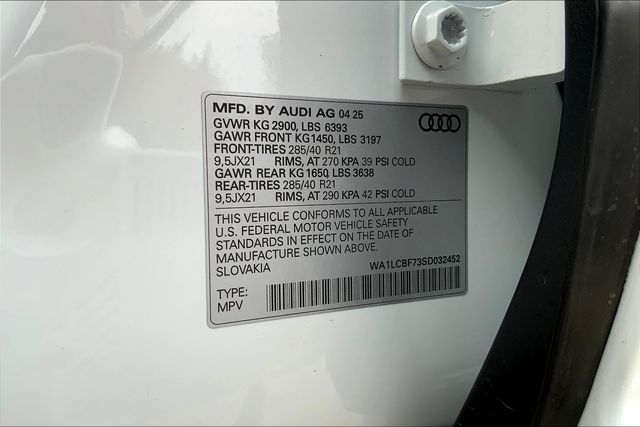 MFD. BY AUDI AG 04 25
GVWR KG 2900, LBS 6393
GAWR FRONT KG1450, LBS 3197
FRONT-TIRES 285/40 R21
9,5JX21 RIMS, AT 270 KPA 39 PSI COLD
GAWR REAR KG 1650, LBS 3638
REAR-TIRES 285/40 R21
9,5JX21 RIMS, AT 290 KPA 42 PSI COLD
THIS VEHICLE CONFORMS TO ALL APPLICABLE
U.S. FEDERAL MOTOR VEHICLE SAFETY
STANDARDS IN EFFECT ON THE DATE OF
MANUFACTURE SHOWN ABOVE.
SLOVAKIA
WA1LCBF73SD032452
TYPE:
MPV